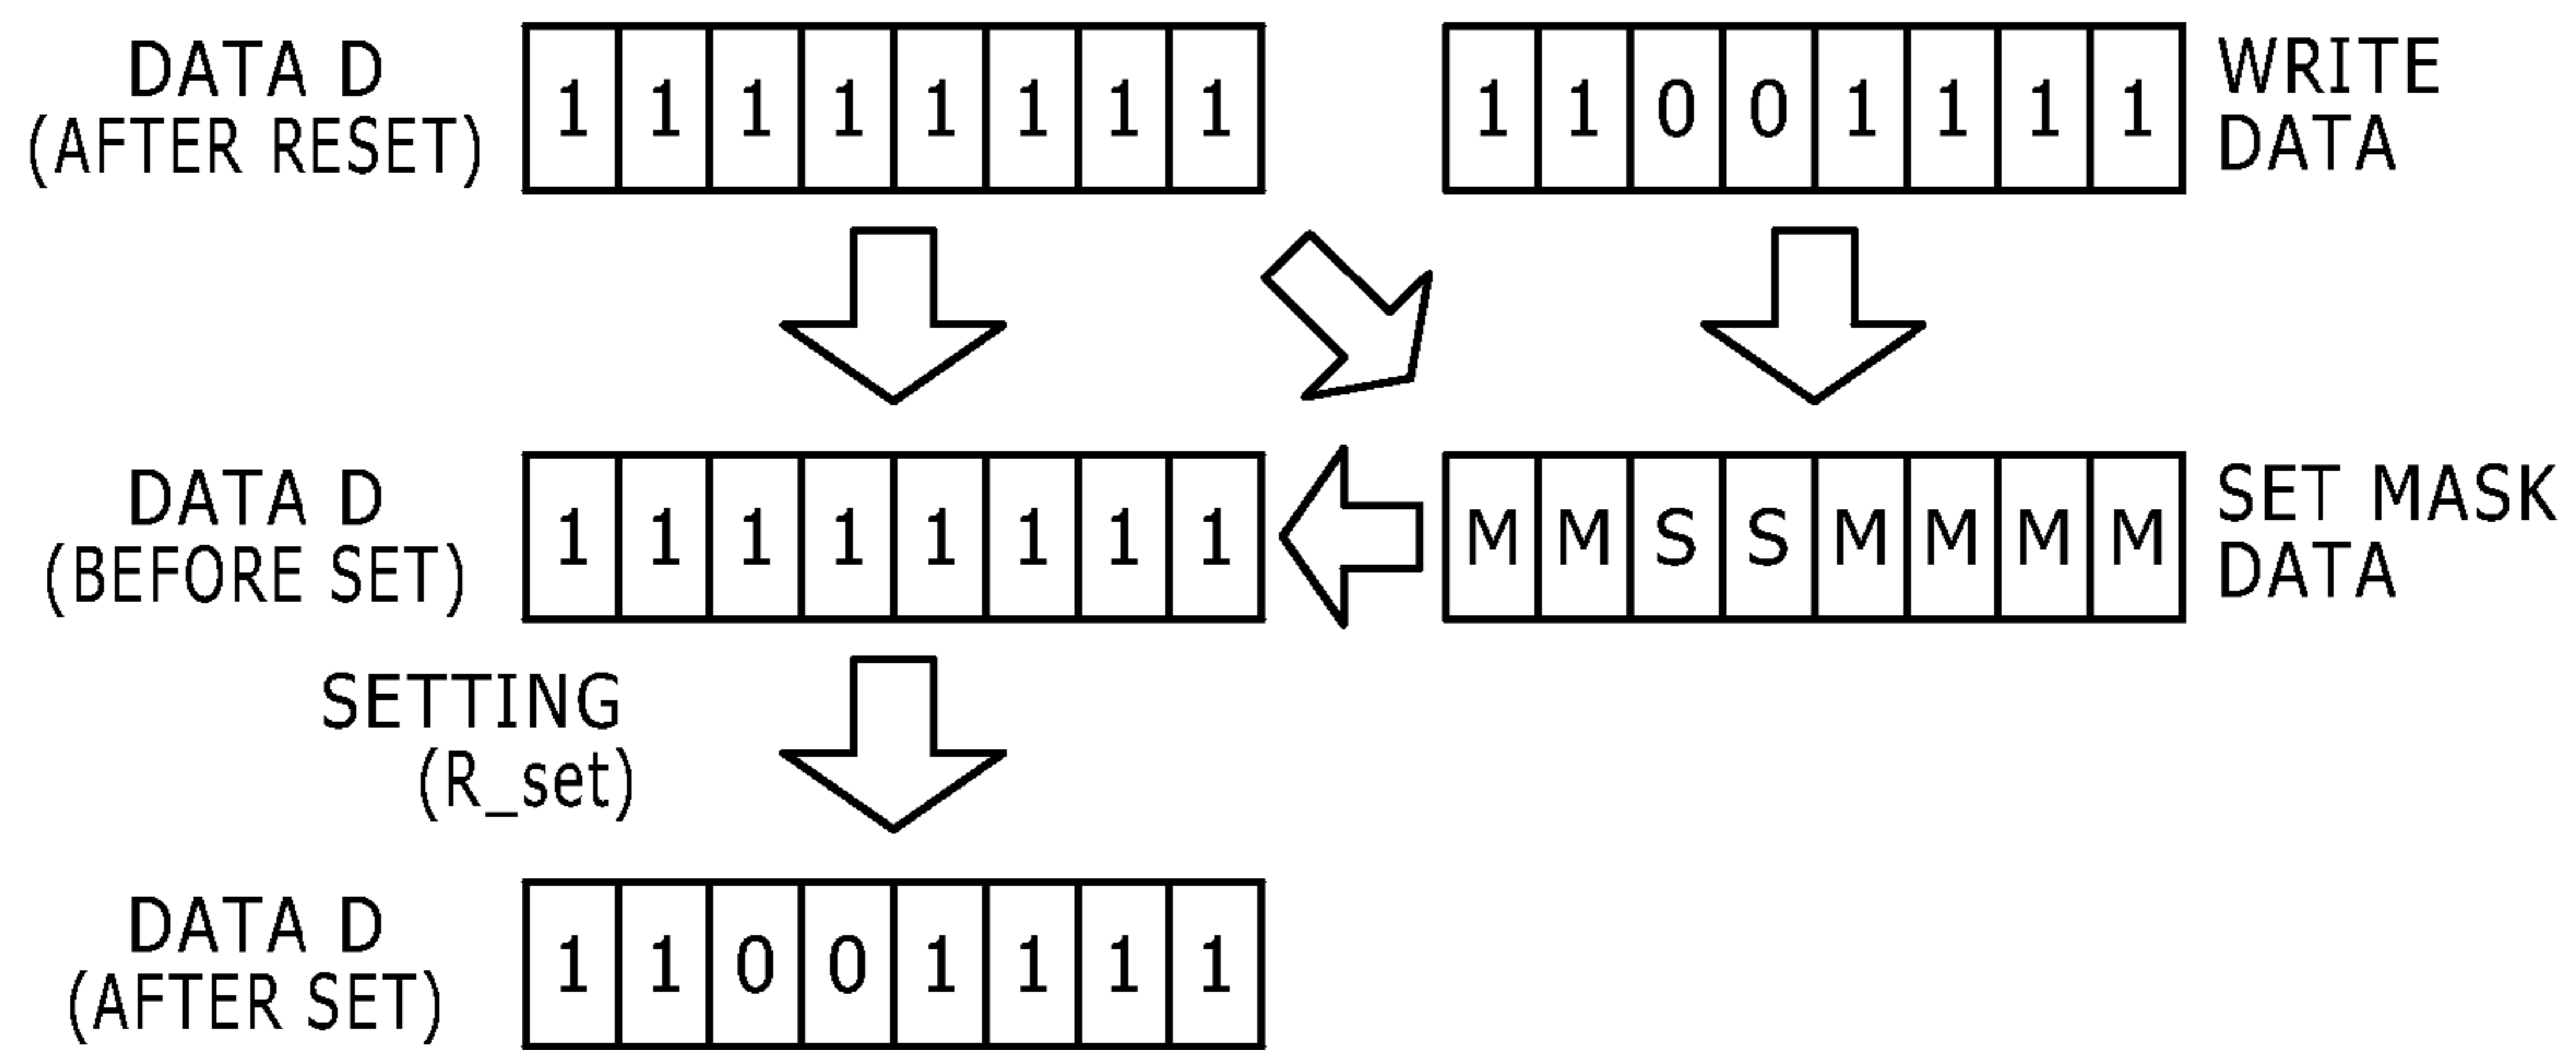 DATA D
(AFTER RESET)
1 1 1 1 1 1 1 1
1 1 0 0 1 1 1 1
WRITE
DATA
DATA D
(BEFORE SET)
1 1 1 1 1 1 1 1
M M S S M M M M
SET MASK
DATA
SETTING
(R_set)
DATA D
(AFTER SET)
1 1 0 0 1 1 1 1